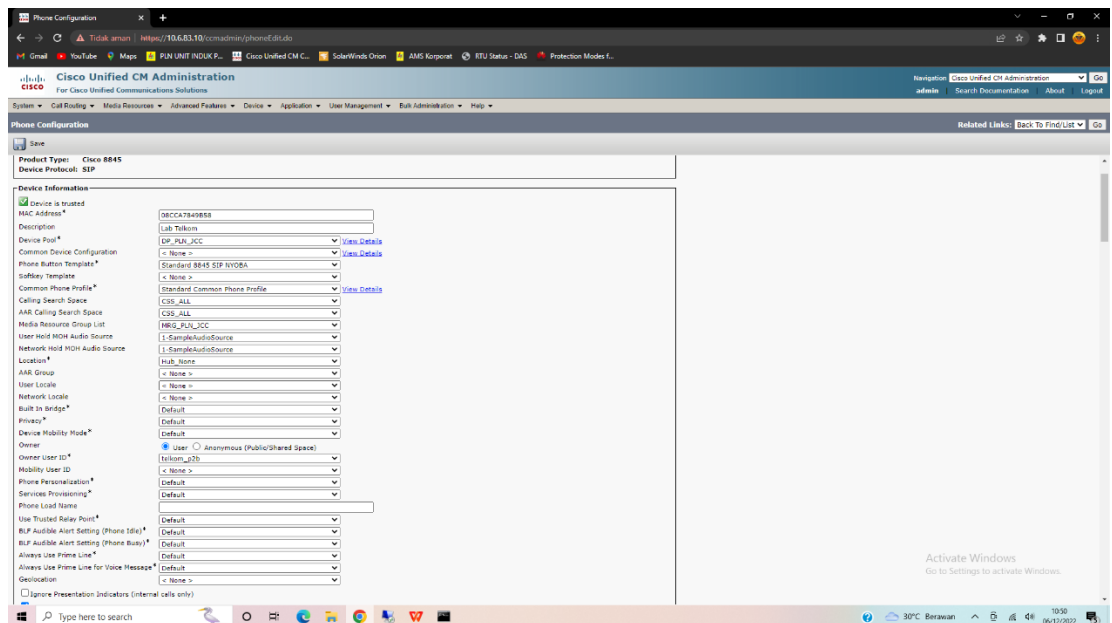 Phone Configuration
Tidak aman | https://10.6.83.10/ccmadmin/phoneEdit.do
Gmail YouTube Maps PLN UNIT INDUK P... Cisco Unified CM C... SolarWinds Orion AMS Korporat RTU Status - DAS Protection Modes f...
CISCO Cisco Unified CM Administration
For Cisco Unified Communications Solutions
Navigation Cisco Unified CM Administration Go
admin | Search Documentation | About | Logout
System Call Routing Media Resources Advanced Features Device Application User Management Bulk Administration Help
Phone Configuration Related Links: Back To Find/List Go
Save
Product Type: Cisco 8845
Device Protocol: SIP
Device Information
Device is trusted
MAC Address* 08CCA7849B58
Description Lab Telkom
Device Pool* DP_PLN_JCC View Details
Common Device Configuration < None > View Details
Phone Button Template* Standard 8845 SIP NYOBA
Softkey Template < None >
Common Phone Profile* Standard Common Phone Profile View Details
Calling Search Space CSS_ALL
AAR Calling Search Space CSS_ALL
Media Resource Group List MRG_PLN_JCC
User Hold MOH Audio Source 1-SampleAudioSource
Network Hold MOH Audio Source 1-SampleAudioSource
Location* Hub_None
AAR Group < None >
User Locale < None >
Network Locale < None >
Built In Bridge* Default
Privacy* Default
Device Mobility Mode* Default
Owner User Anonymous (Public/Shared Space)
Owner User ID* telkom_p2b
Mobility User ID < None >
Phone Personalization* Default
Services Provisioning* Default
Phone Load Name
Use Trusted Relay Point* Default
BLF Audible Alert Setting (Phone Idle)* Default
BLF Audible Alert Setting (Phone Busy)* Default
Always Use Prime Line* Default
Always Use Prime Line for Voice Message* Default
Geolocation < None >
Ignore Presentation Indicators (internal calls only)
Activate Windows
Go to Settings to activate Windows.
Type here to search
30°C Berawan
10:50
06/12/2022